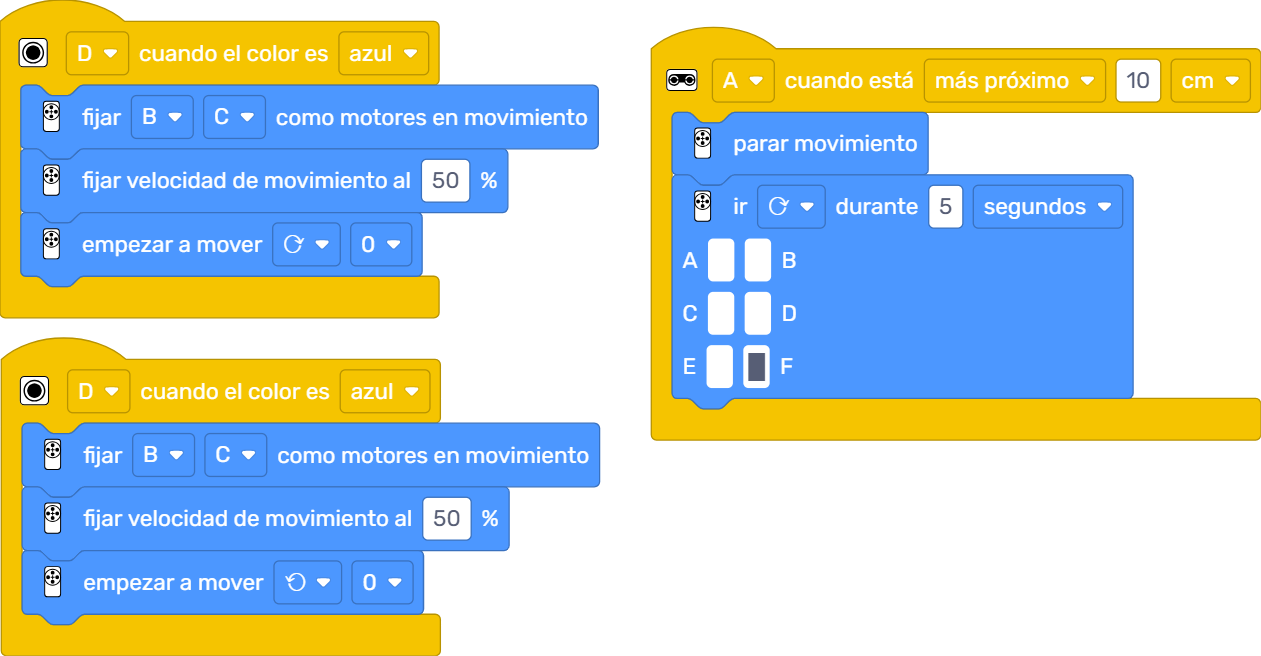 D cuando el color es azul
fijar B C como motores en movimiento
fijar velocidad de movimiento al 50 %
empezar a mover 0
D cuando el color es azul
fijar B C como motores en movimiento
fijar velocidad de movimiento al 50 %
empezar a mover 0
A cuando está más próximo 10 cm
parar movimiento
ir durante 5 segundos
A B
C D
E F